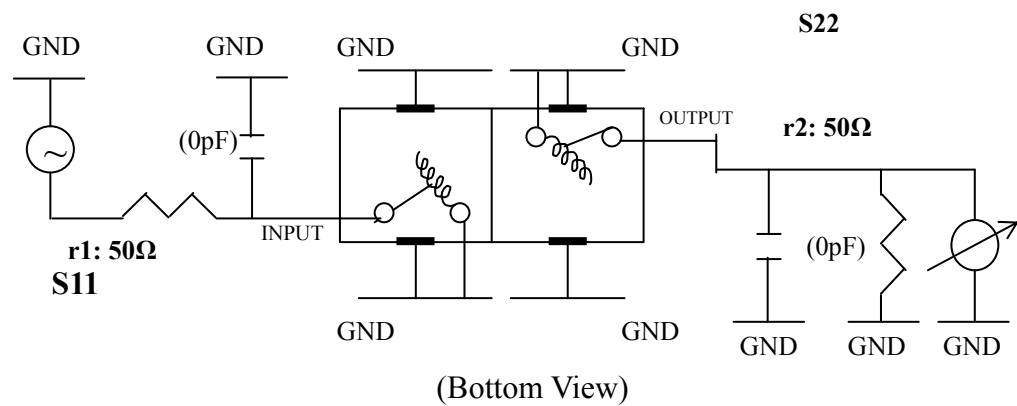 S22
GND
GND
GND
GND
(0pF)
OUTPUT
r2: 50Ω
INPUT
r1: 50Ω
S11
(0pF)
GND
GND
GND
GND
GND
(Bottom View)